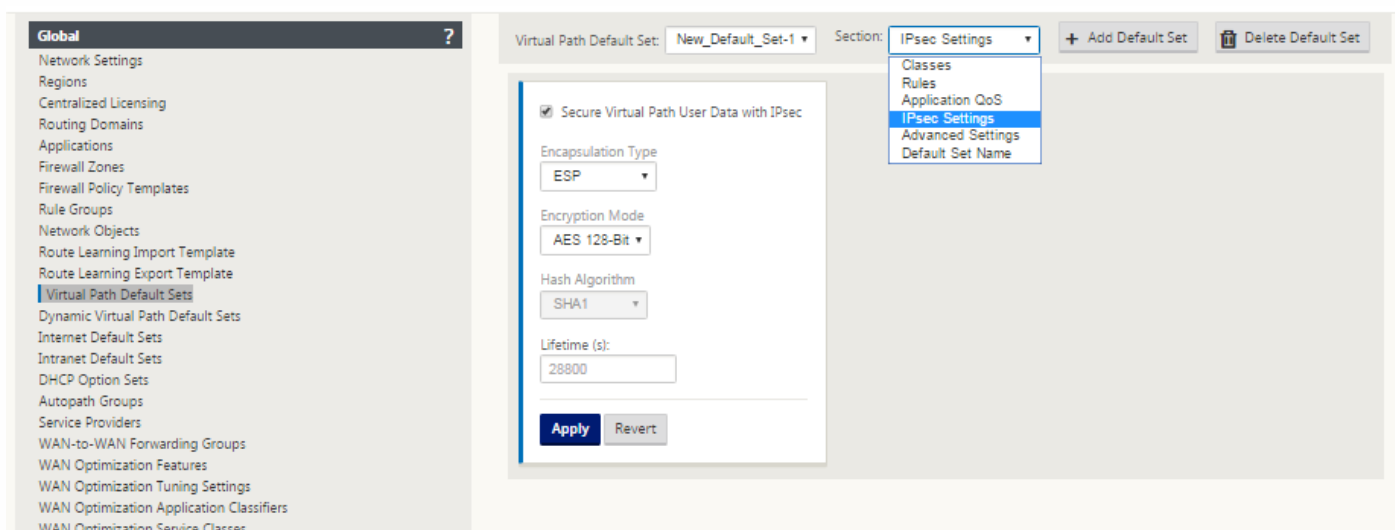 Global ?
Network Settings
Regions
Centralized Licensing
Routing Domains
Applications
Firewall Zones
Firewall Policy Templates
Rule Groups
Network Objects
Route Learning Import Template
Route Learning Export Template
Virtual Path Default Sets
Dynamic Virtual Path Default Sets
Internet Default Sets
Intranet Default Sets
DHCP Option Sets
Autopath Groups
Service Providers
WAN-to-WAN Forwarding Groups
WAN Optimization Features
WAN Optimization Tuning Settings
WAN Optimization Application Classifiers
WAN Optimization Service Classes
Virtual Path Default Set: New_Default_Set-1 Section: IPsec Settings + Add Default Set Delete Default Set
Classes
Rules
Application QoS
IPsec Settings
Advanced Settings
Default Set Name
Secure Virtual Path User Data with IPsec
Encapsulation Type
ESP
Encryption Mode
AES 128-Bit
Hash Algorithm
SHA1
Lifetime (s):
28800
Apply Revert